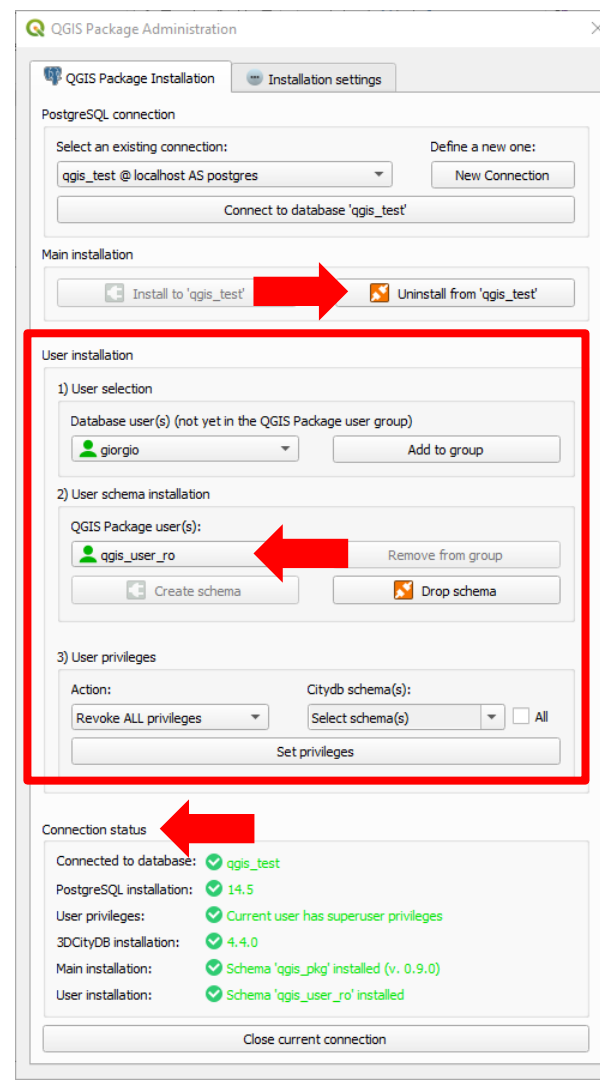 QGIS Package Administration
QGIS Package Installation
Installation settings
PostgreSQL connection
Select an existing connection:
Define a new one:
qgis_test @ localhost AS postgres
New Connection
Connect to database 'qgis_test'
Main installation
Install to 'qgis_test'
Uninstall from 'qgis_test'
User installation
1) User selection
Database user(s) (not yet in the QGIS Package user group)
giorgio
Add to group
2) User schema installation
QGIS Package user(s):
qgis_user_ro
Remove from group
Create schema
Drop schema
3) User privileges
Action:
Citydb schema(s):
Revoke ALL privileges
Select schema(s)
All
Set privileges
Connection status
Connected to database:
qgis_test
PostgreSQL installation:
14.5
User privileges:
Current user has superuser privileges
3DCityDB installation:
4.4.0
Main installation:
Schema 'qgis_pkg' installed (v. 0.9.0)
User installation:
Schema 'qgis_user_ro' installed
Close current connection